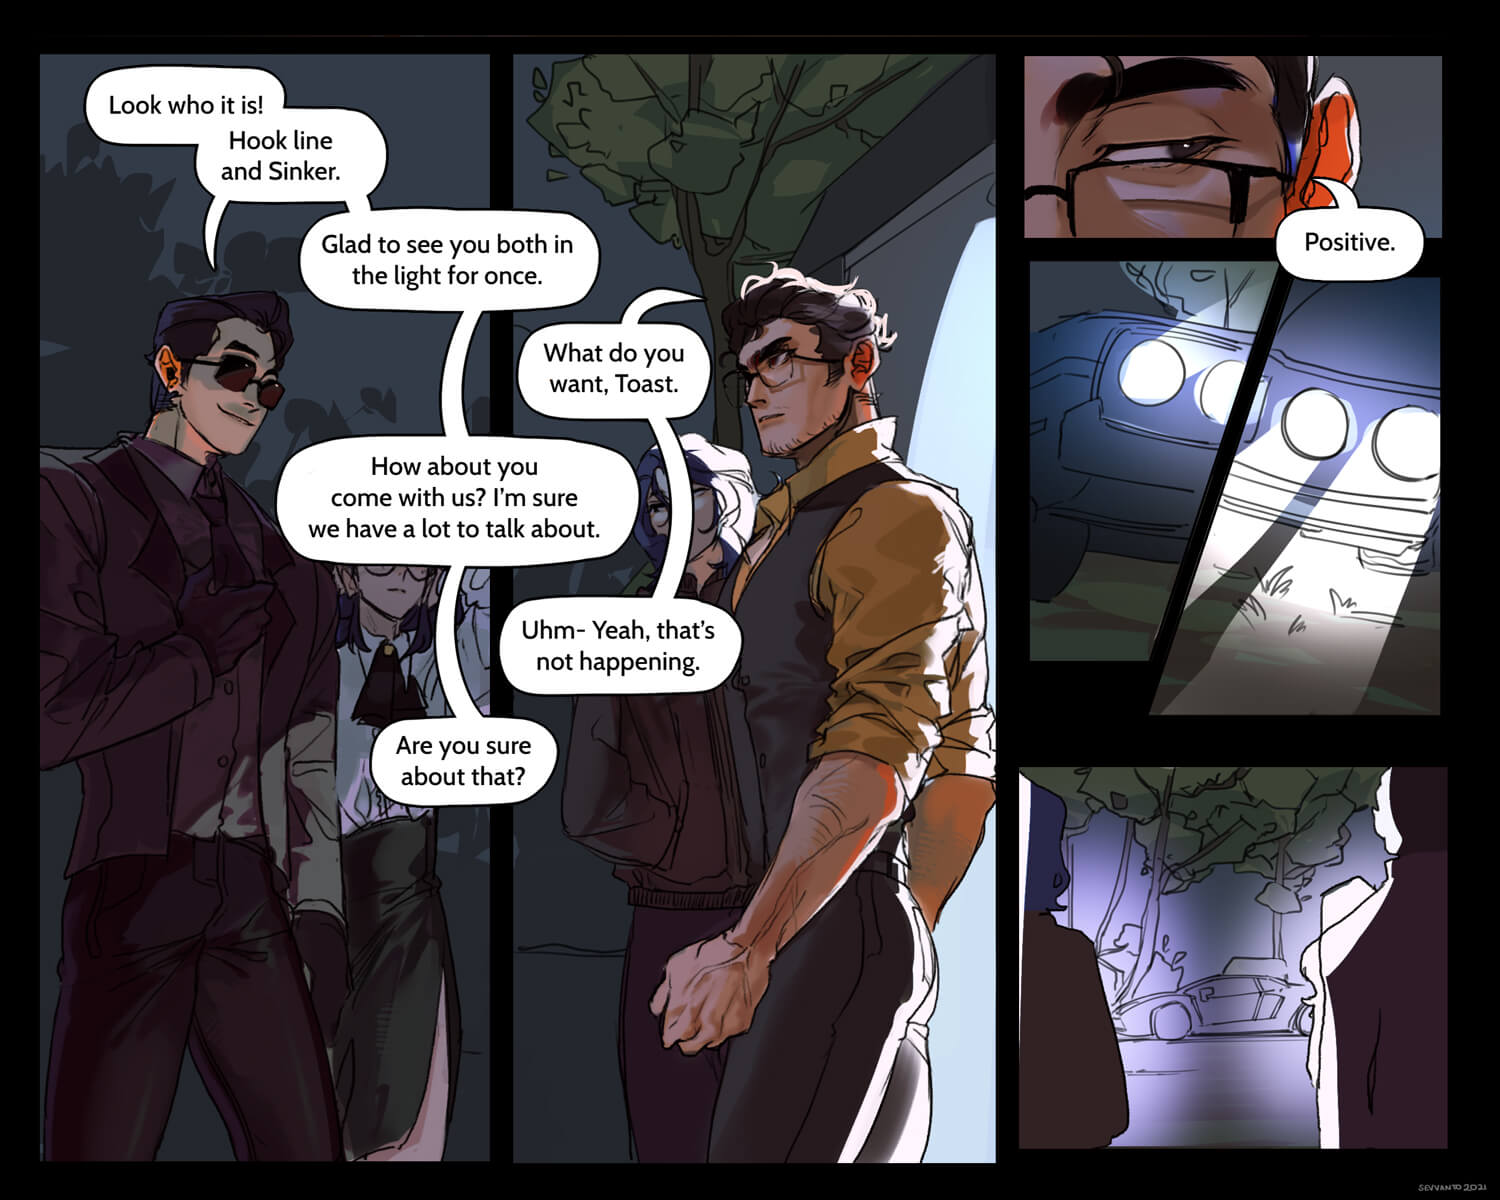 Look who it is!
Hook line
and Sinker.
Glad to see you both in
the light for once.
What do you
want, Toast.
How about you
come with us? I'm sure
we have a lot to talk about.
Uhm- Yeah, that's
not happening.
Are you sure
about that?
Positive.
SEVVANTO 2021